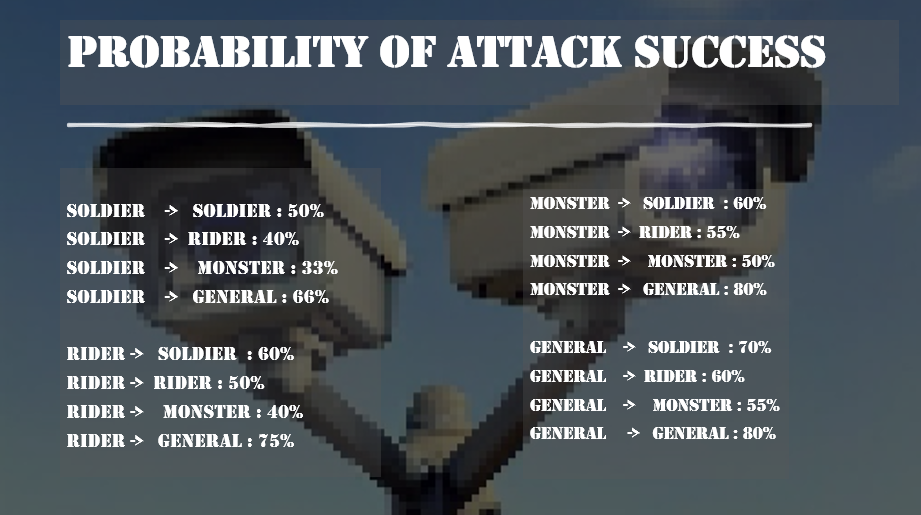 PROBABILITY OF ATTACK SUCCESS
SOLDIER -> SOLDIER : 50%
SOLDIER -> RIDER : 40%
SOLDIER -> MONSTER : 33%
SOLDIER -> GENERAL : 66%
RIDER -> SOLDIER : 60%
RIDER -> RIDER : 50%
RIDER -> MONSTER : 40%
RIDER -> GENERAL : 75%
MONSTER -> SOLDIER : 60%
MONSTER -> RIDER : 55%
MONSTER -> MONSTER : 50%
MONSTER -> GENERAL : 80%
GENERAL -> SOLDIER : 70%
GENERAL -> RIDER : 60%
GENERAL -> MONSTER : 55%
GENERAL -> GENERAL : 80%